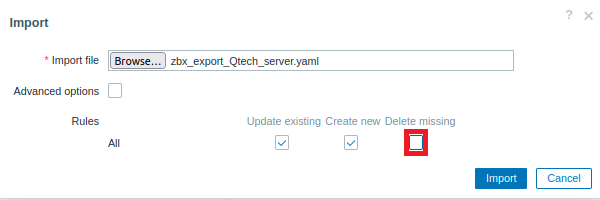 Import
?
* Import file Browse... zbx_export_Qtech_server.yaml
Advanced options
Rules Update existing Create new Delete missing
All
Import Cancel